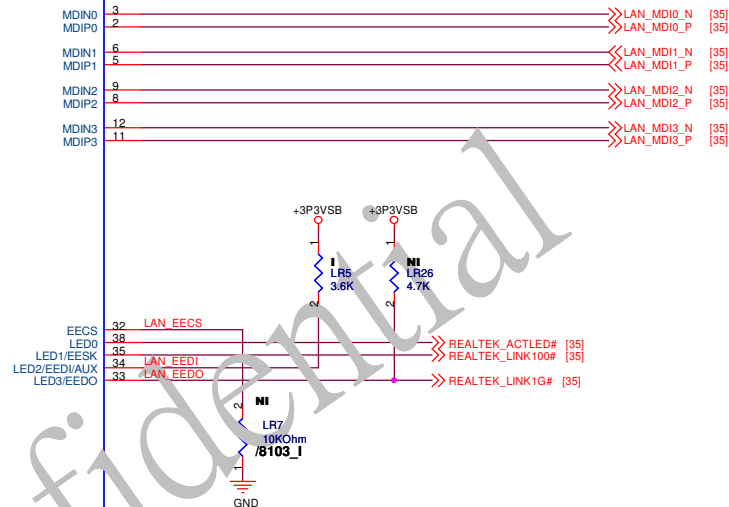 MDIN0 3 LAN_MDI0_N [35]
MDIP0 2 LAN_MDI0_P [35]
MDIN1 6 LAN_MDI1_N [35]
MDIP1 5 LAN_MDI1_P [35]
MDIN2 9 LAN_MDI2_N [35]
MDIP2 8 LAN_MDI2_P [35]
MDIN3 12 LAN_MDI3_N [35]
MDIP3 11 LAN_MDI3_P [35]
+3P3VSB +3P3VSB
1 1
I NI
LR5 LR26
3.6K 4.7K
2 2
EECS 32 LAN_EECS
LED0 38 REALTEK_ACTLED# [35]
LED1/EESK 35 REALTEK_LINK100# [35]
LED2/EEDI/AUX 34 LAN_EEDI
LED3/EEDO 33 LAN_EEDO REALTEK_LINK1G# [35]
2 NI
LR7
10KOhm
/8103_I
1
GND
fidential